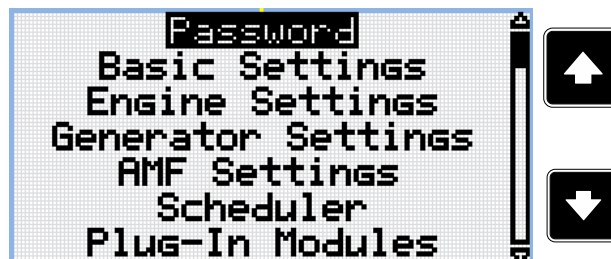 Password
Basic Settings
Engine Settings
Generator Settings
AMF Settings
Scheduler
Plug-In Modules